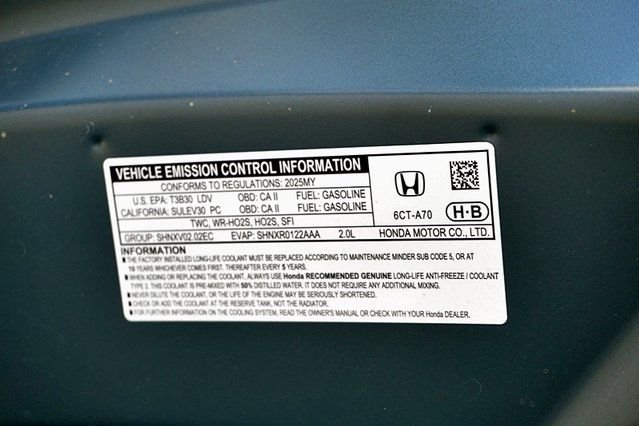 VEHICLE EMISSION CONTROL INFORMATION
CONFORMS TO REGULATIONS: 2025MY
U.S. EPA: T3B30 LDV OBD: CA II FUEL: GASOLINE
CALIFORNIA: SULEV30 PC OBD: CA II FUEL: GASOLINE
TWC, WR-HO2S, HO2S, SFI
GROUP: SHNXV02.02EC EVAP: SHNXR0122AAA 2.0L
6CT-A70 H·B
HONDA MOTOR CO., LTD.
INFORMATION
■ THE FACTORY INSTALLED LONG-LIFE COOLANT MUST BE REPLACED ACCORDING TO MAINTENANCE MINDER SUB CODE 5, OR AT
10 YEARS WHICHEVER COMES FIRST. THEREAFTER EVERY 5 YEARS.
■ WHEN ADDING OR REPLACING THE COOLANT, ALWAYS USE Honda RECOMMENDED GENUINE LONG-LIFE ANTI-FREEZE / COOLANT
TYPE 2. THIS COOLANT IS PRE-MIXED WITH 50% DISTILLED WATER. IT DOES NOT REQUIRE ANY ADDITIONAL MIXING.
■ NEVER DILUTE THE COOLANT, OR THE LIFE OF THE ENGINE MAY BE SERIOUSLY SHORTENED.
■ CHECK OR ADD THE COOLANT AT THE RESERVE TANK, NOT THE RADIATOR.
■ FOR FURTHER INFORMATION ON THE COOLING SYSTEM, READ THE OWNER'S MANUAL OR CHECK WITH YOUR Honda DEALER.